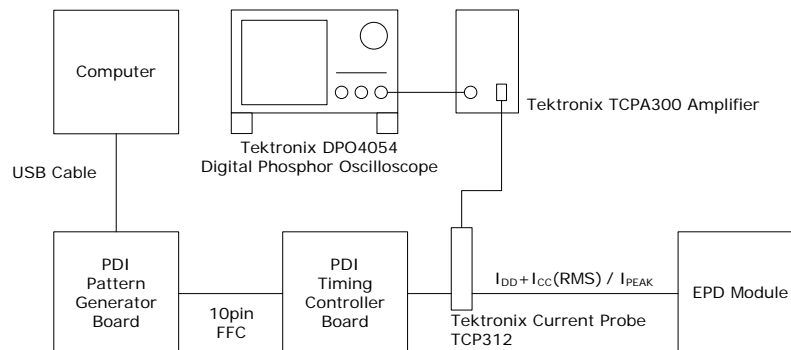 Computer
Tektronix TCPA300 Amplifier
Tektronix DPO4054
Digital Phosphor Oscilloscope
USB Cable
PDI
Pattern
Generator
Board
10pin
FFC
PDI
Timing
Controller
Board
IDD+ICC(RMS) / IPEAK
Tektronix Current Probe
TCP312
EPD Module